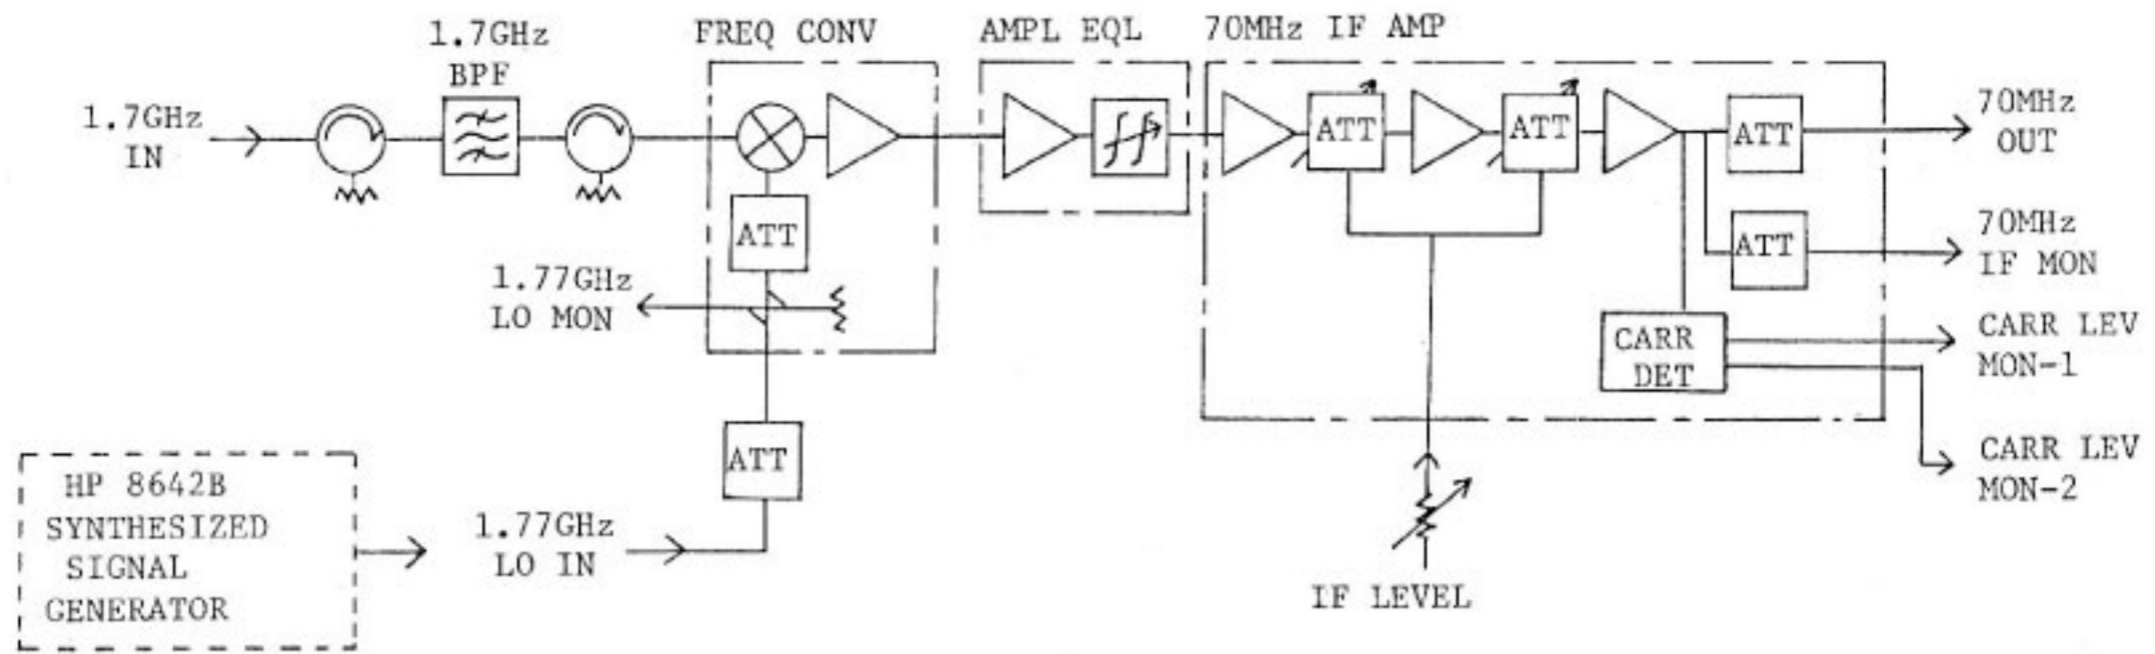 1.7GHz
BPF
FREQ CONV
AMPL EQL
70MHz IF AMP
1.7GHz
IN
ATT
ATT
ATT
70MHz
OUT
ATT
ATT
70MHz
IF MON
1.77GHz
LO MON
CARR
DET
CARR LEV
MON-1
ATT
CARR LEV
MON-2
HP 8642B
SYNTHESIZED
SIGNAL
GENERATOR
1.77GHz
LO IN
IF LEVEL